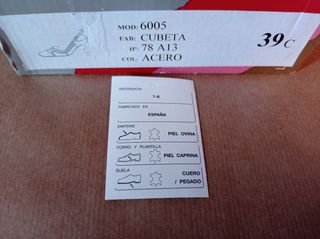 MOD: 6005
FAB: CUBETA
Hª: 78 A13
COL: ACERO
39C
REFERENCIA
7-K
FABRICADO EN
ESPAÑA
EMPEINE
PIEL OVINA
FORRO Y PLANTILLA
PIEL CAPRINA
SUELA
CUERO
/ PEGADO